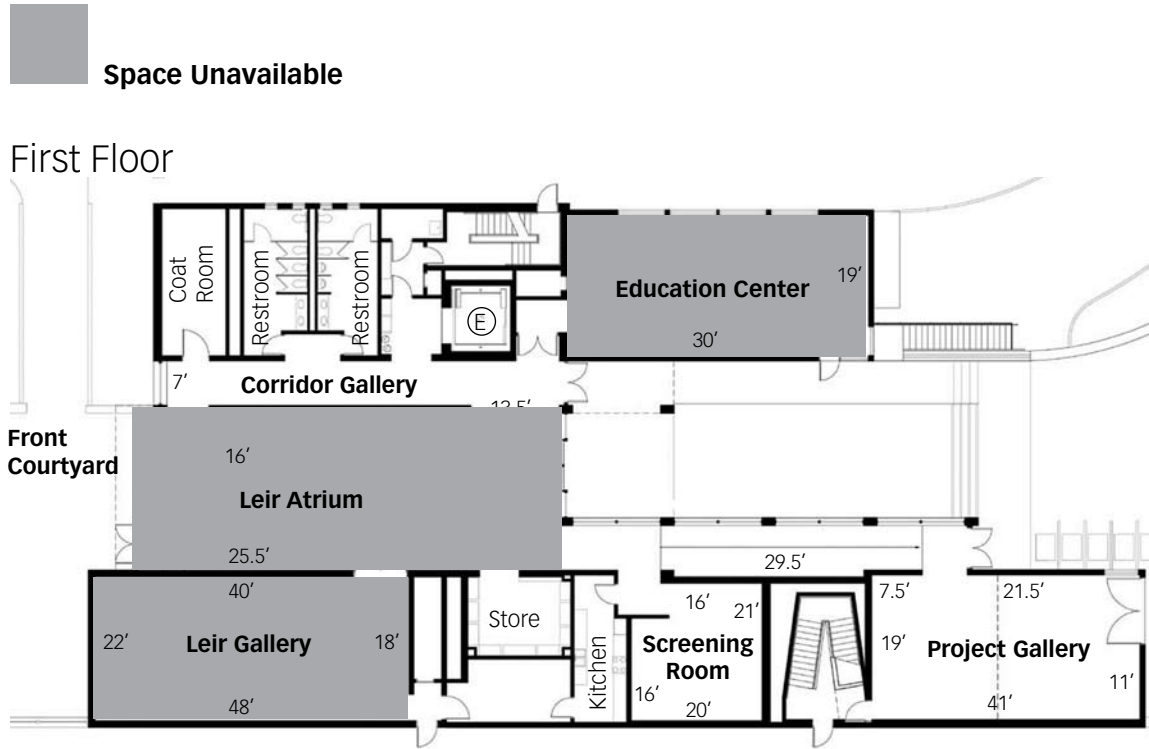 Space Unavailable
First Floor
Coat
Room
Restroom
Restroom
E
Education Center
19′
30′
7′
Corridor Gallery
Front
Courtyard
16′
Leir Atrium
25.5′
29.5′
40′
22′
Leir Gallery
18′
48′
Store
Kitchen
16′
21′
Screening
Room
16′
20′
7.5′
21.5′
19′
Project Gallery
11′
41′